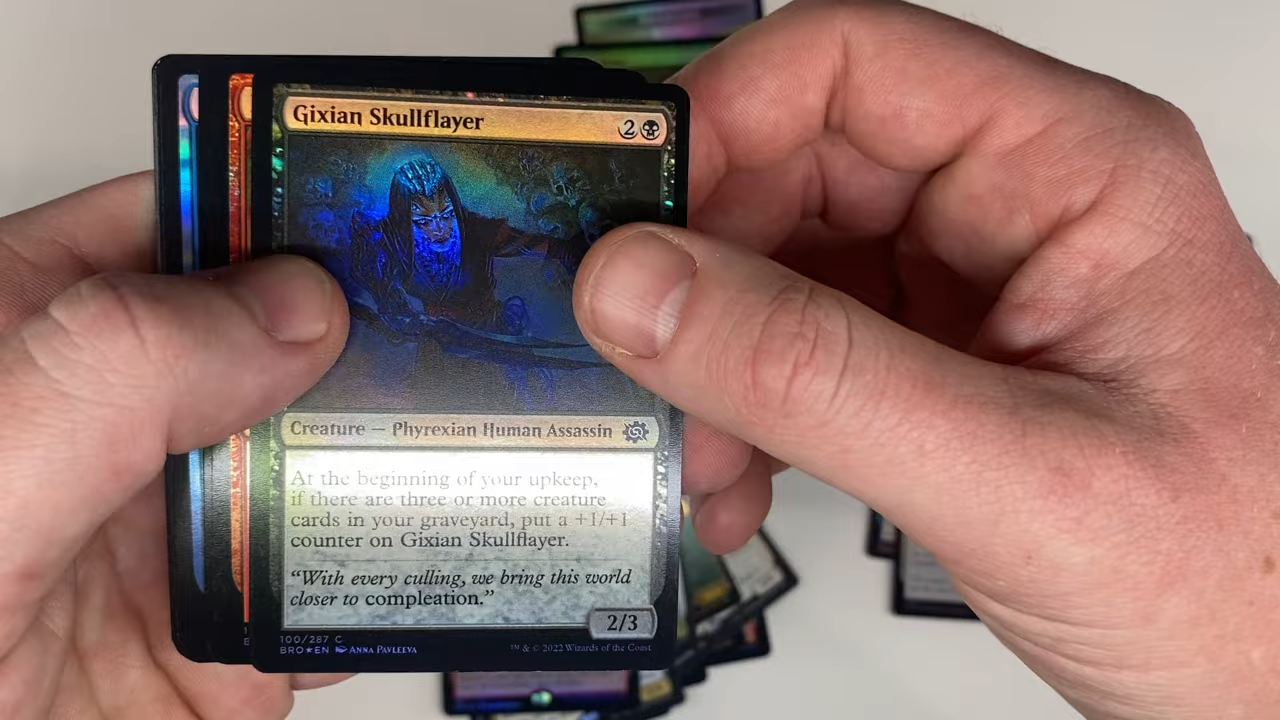 Gixian Skullflayer 2
Creature — Phyrexian Human Assassin
At the beginning of your upkeep,
if there are three or more creature
cards in your graveyard, put a +1/+1
counter on Gixian Skullflayer.
“With every culling, we bring this world
closer to compleation.”
2/3
100/287 C
BRO★EN ANNA PAVLEEVA
™ & © 2022 Wizards of the Coast